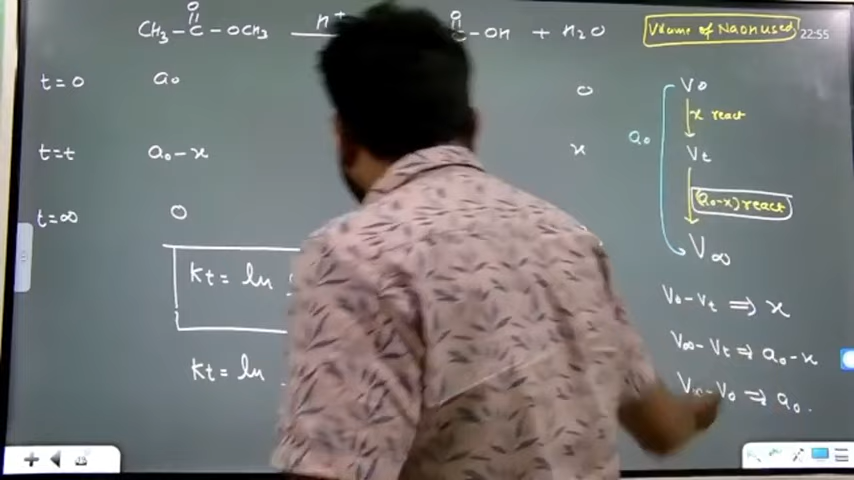 O O
CH₃-C-OCH₃ H⁺ C-OH + H₂O
Volume of NaOH used 22:55
t=0 a₀ 0 V₀
x react
t=t a₀-x x a₀ Vₜ
(a₀-x) react
t=∞ 0
V∞
kt = ln
V₀-Vₜ ⇒ x
V∞-Vₜ ⇒ a₀-x
kt = ln
V∞-V₀ ⇒ a₀.